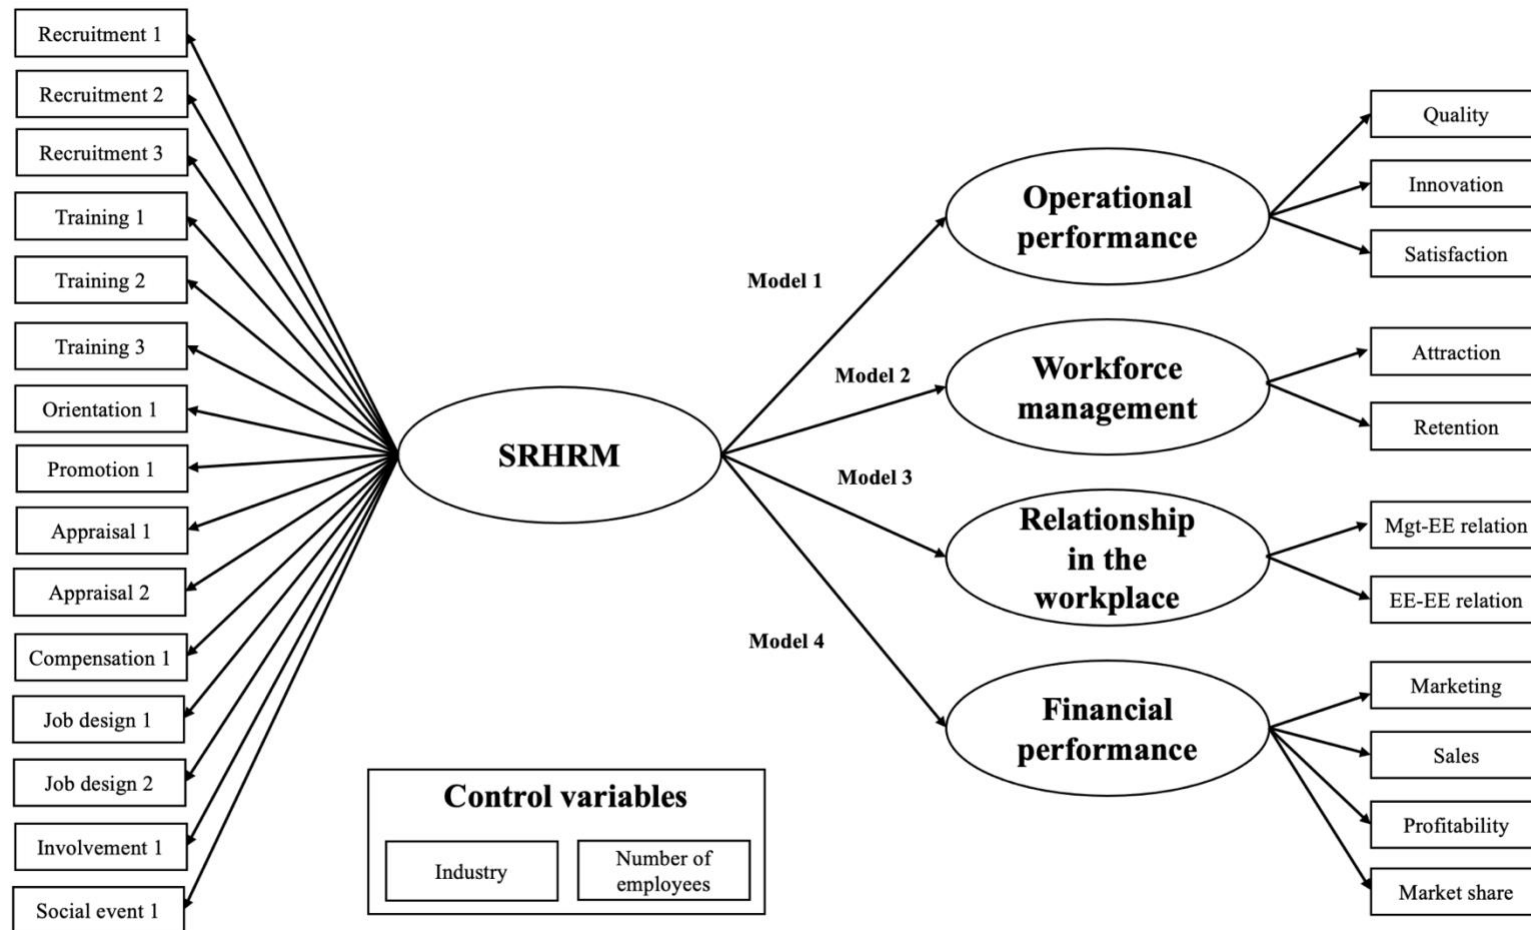 Recruitment 1
Recruitment 2
Recruitment 3
Training 1
Training 2
Training 3
Orientation 1
Promotion 1
Appraisal 1
Appraisal 2
Compensation 1
Job design 1
Job design 2
Involvement 1
Social event 1
SRHRM
Control variables
Industry
Number of
employees
Model 1
Model 2
Model 3
Model 4
Operational
performance
Workforce
management
Relationship
in the
workplace
Financial
performance
Quality
Innovation
Satisfaction
Attraction
Retention
Mgt-EE relation
EE-EE relation
Marketing
Sales
Profitability
Market share